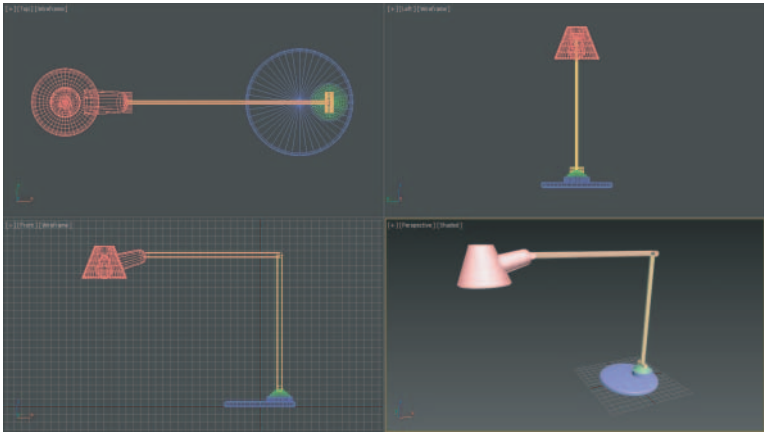 [+] [Top] [Wireframe]
[+] [Left] [Wireframe]
[+] [Front] [Wireframe]
[+] [Perspective] [Shaded]